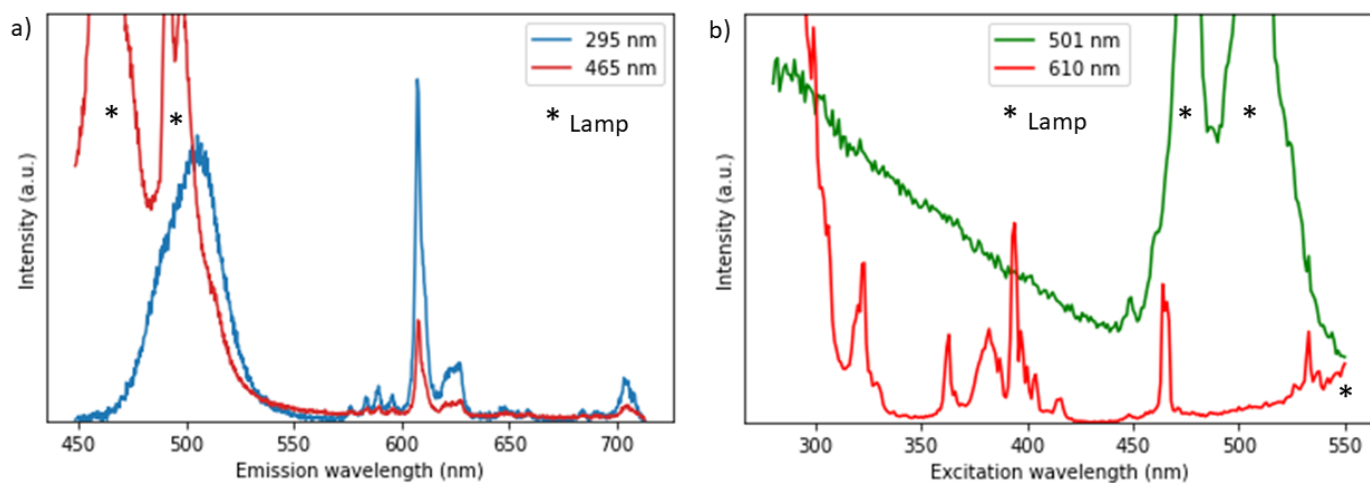 a)
295 nm
465 nm
*
*
* Lamp
Intensity (a.u.)
450 500 550 600 650 700
Emission wavelength (nm)
b)
501 nm
610 nm
* Lamp
*
*
*
Intensity (a.u.)
300 350 400 450 500 550
Excitation wavelength (nm)